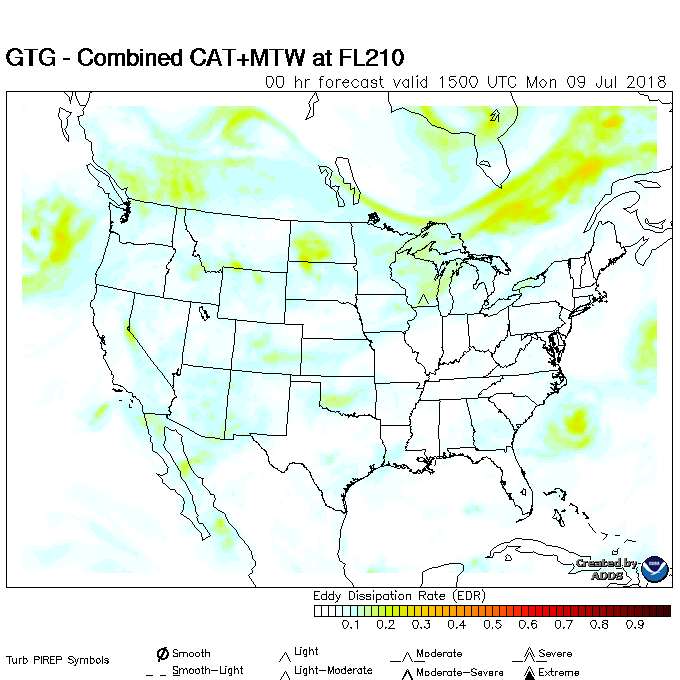 GTG - Combined CAT+MTW at FL210
00 hr forecast valid 1500 UTC Mon 09 Jul 2018
Created by
ADDS
Eddy Dissipation Rate (EDR)
0.1 0.2 0.3 0.4 0.5 0.6 0.7 0.8 0.9
Turb PIREP Symbols
Smooth Light Moderate Severe
Smooth-Light Light-Moderate Moderate-Severe Extreme